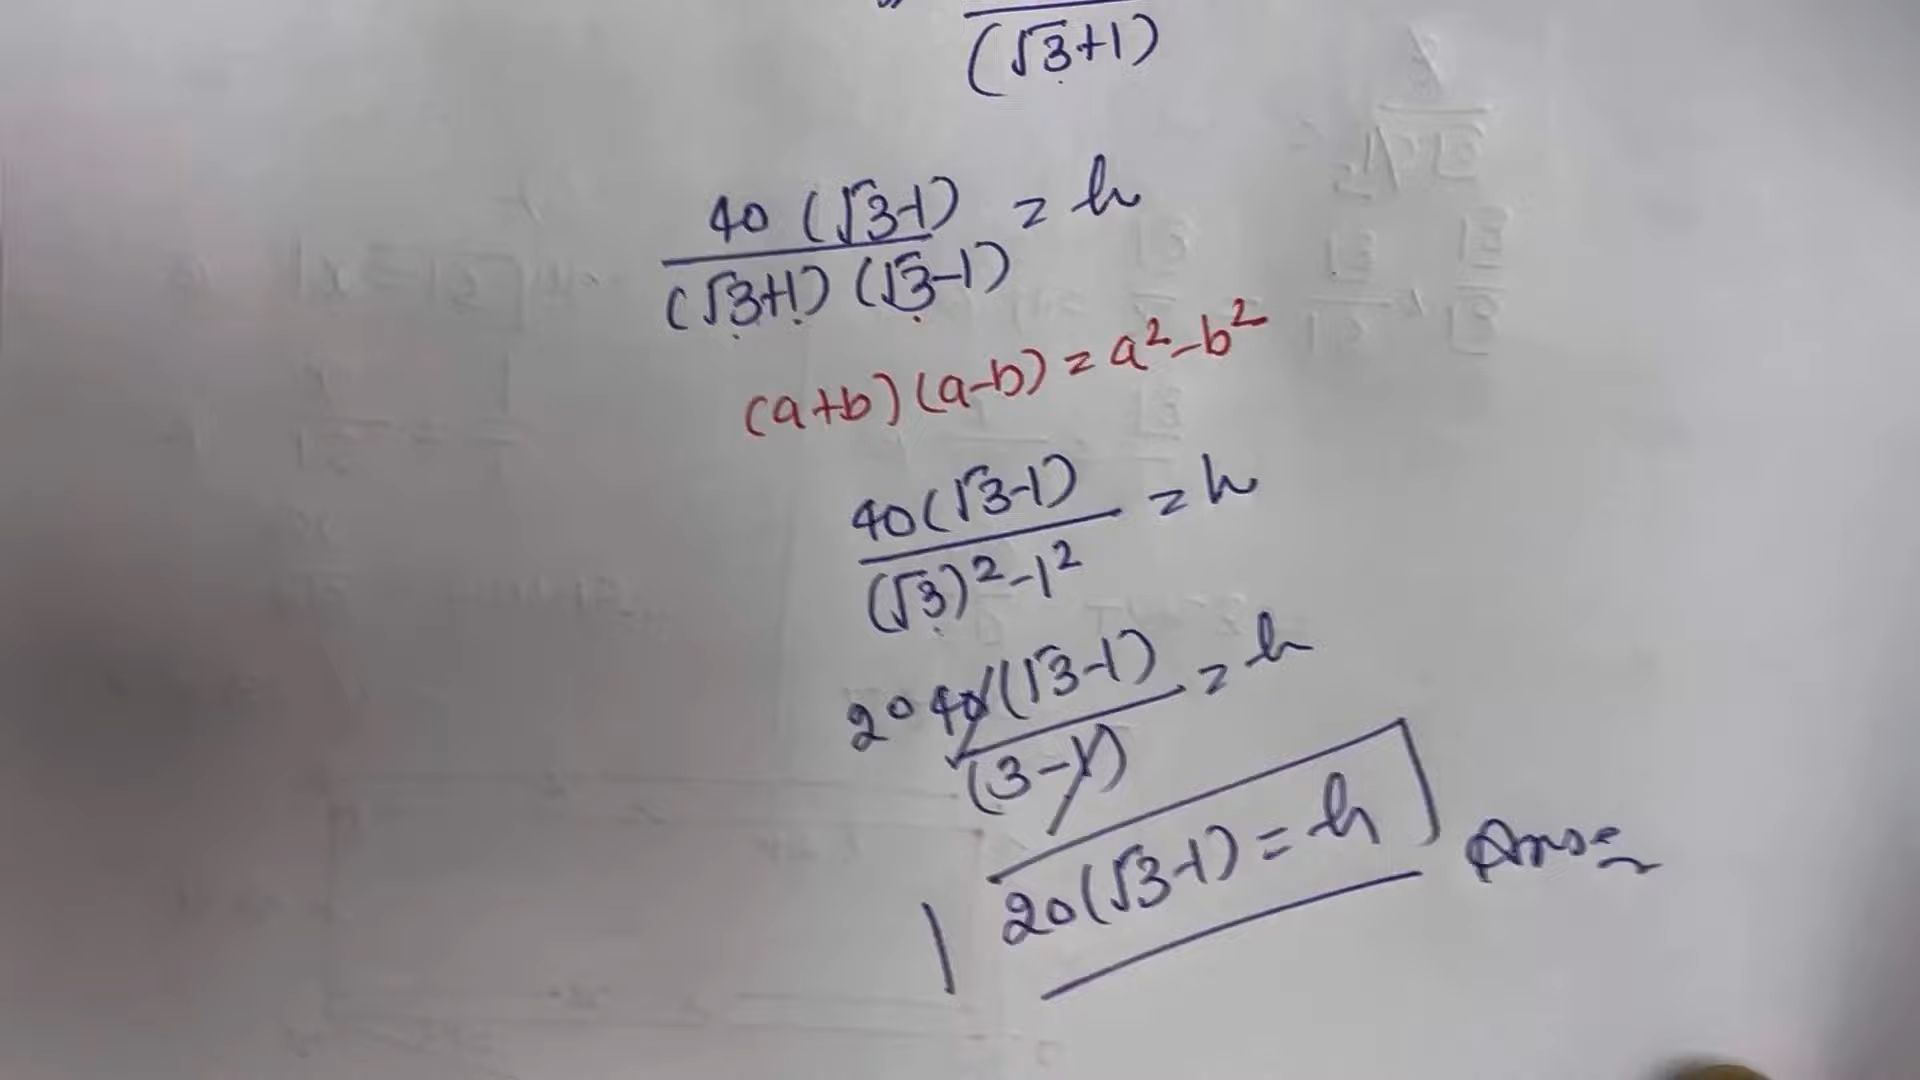 (√3+1)
40 (√3-1) = h
(√3+1) (√3-1)
(a+b) (a-b) = a²-b²
40(√3-1) = h
(√3)²-1²
20 40(√3-1) = h
(3-1)
20(√3-1) = h Ans